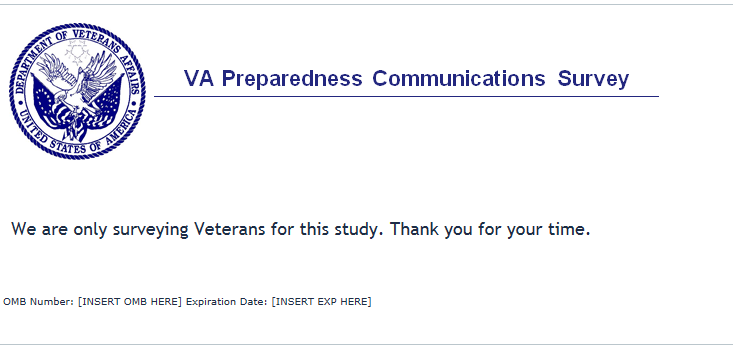 DEPARTMENT OF VETERANS AFFAIRS
UNITED STATES OF AMERICA
VA Preparedness Communications Survey
We are only surveying Veterans for this study. Thank you for your time.
OMB Number: [INSERT OMB HERE] Expiration Date: [INSERT EXP HERE]